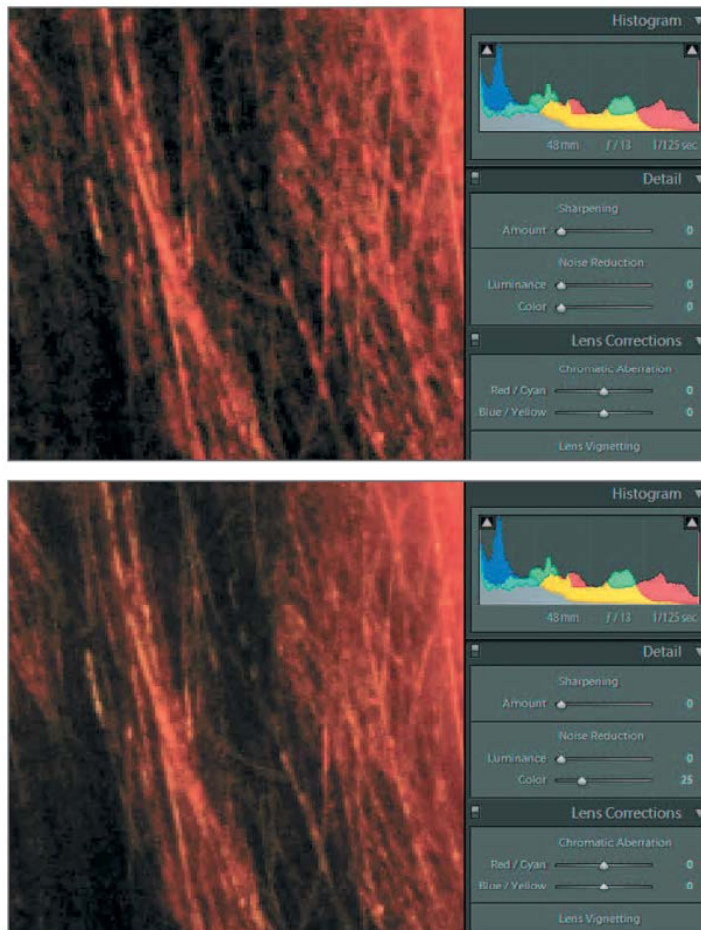 Histogram
48 mm ƒ / 13 1/125 sec
Detail
Sharpening
Amount 0
Noise Reduction
Luminance 0
Color 0
Lens Corrections
Chromatic Aberration
Red / Cyan 0
Blue / Yellow 0
Lens Vignetting
Histogram
48 mm ƒ / 13 1/125 sec
Detail
Sharpening
Amount 0
Noise Reduction
Luminance 0
Color 25
Lens Corrections
Chromatic Aberration
Red / Cyan 0
Blue / Yellow 0
Lens Vignetting